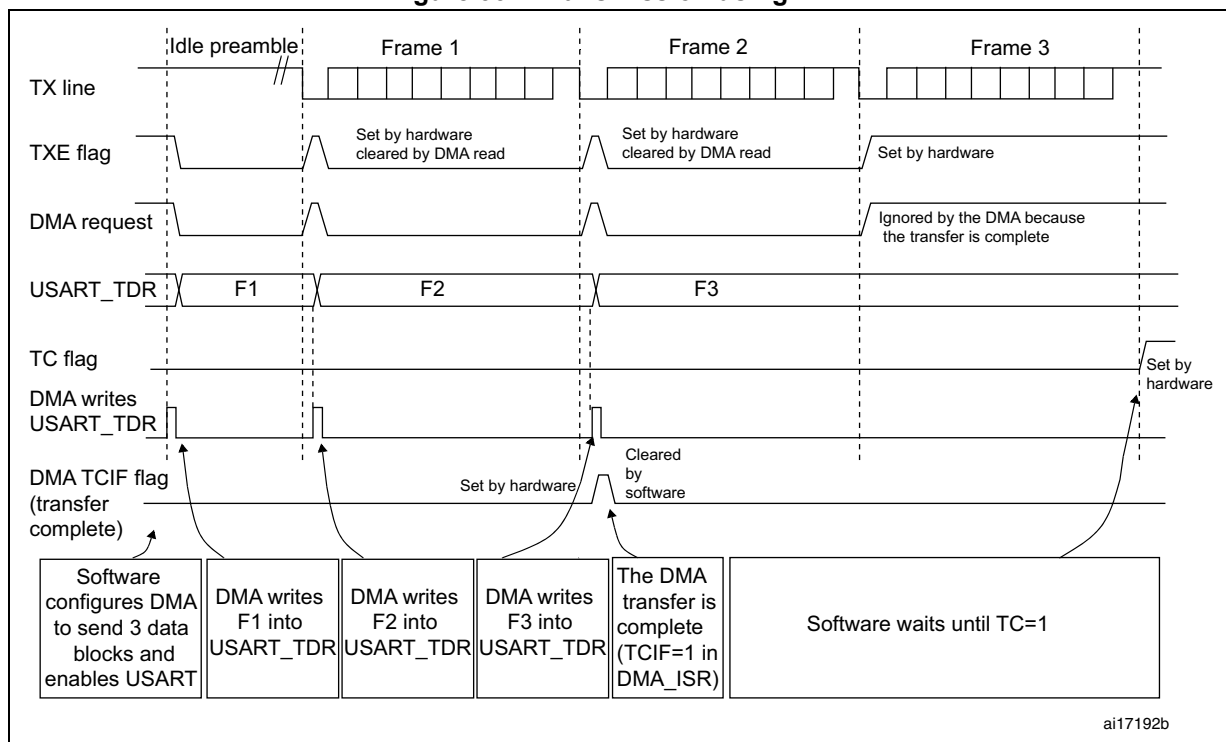 Idle preamble
Frame 1
Frame 2
Frame 3
TX line
TXE flag
Set by hardware
cleared by DMA read
Set by hardware
cleared by DMA read
Set by hardware
DMA request
Ignored by the DMA because
the transfer is complete
USART_TDR
F1
F2
F3
TC flag
Set by
hardware
DMA writes
USART_TDR
DMA TCIF flag
(transfer
complete)
Set by hardware
Cleared
by
software
Software
configures DMA
to send 3 data
blocks and
enables USART
DMA writes
F1 into
USART_TDR
DMA writes
F2 into
USART_TDR
DMA writes
F3 into
USART_TDR
The DMA
transfer is
complete
(TCIF=1 in
DMA_ISR)
Software waits until TC=1
ai17192b